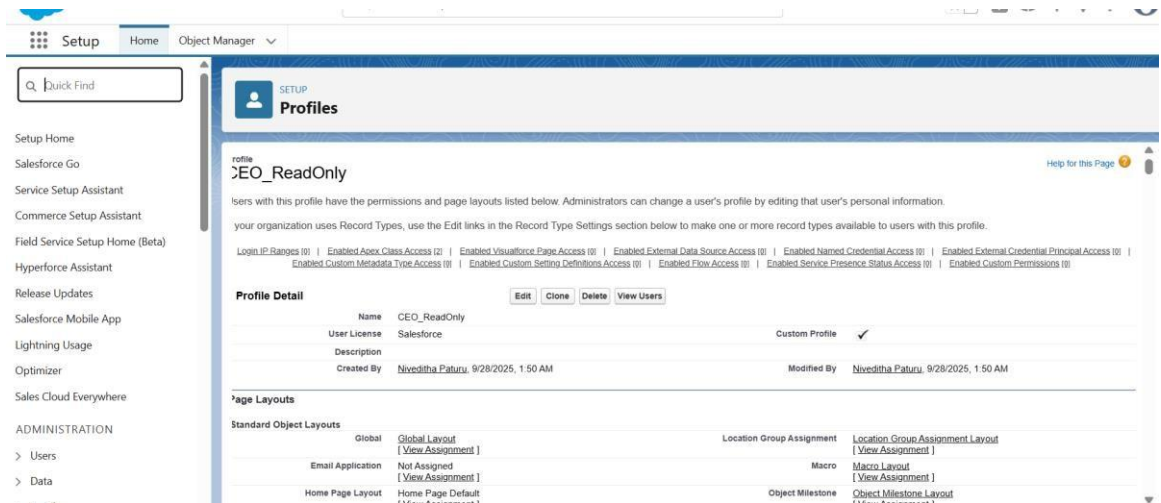 Setup
Home
Object Manager
Quick Find
Setup Home
Salesforce Go
Service Setup Assistant
Commerce Setup Assistant
Field Service Setup Home (Beta)
Hyperforce Assistant
Release Updates
Salesforce Mobile App
Lightning Usage
Optimizer
Sales Cloud Everywhere
ADMINISTRATION
> Users
> Data
SETUP
Profiles
rofile
CEO_ReadOnly
Help for this Page
sers with this profile have the permissions and page layouts listed below. Administrators can change a user's profile by editing that user's personal information.
your organization uses Record Types, use the Edit links in the Record Type Settings section below to make one or more record types available to users with this profile.
Login IP Ranges [0] | Enabled Apex Class Access [2] | Enabled Visualforce Page Access [0] | Enabled External Data Source Access [0] | Enabled Named Credential Access [0] | Enabled External Credential Principal Access [0] |
Enabled Custom Metadata Type Access [0] | Enabled Custom Setting Definitions Access [0] | Enabled Flow Access [0] | Enabled Service Presence Status Access [0] | Enabled Custom Permissions [0]
Profile Detail Edit Clone Delete View Users
Name CEO_ReadOnly
User License Salesforce Custom Profile ✓
Description
Created By Niveditha Paturu, 9/28/2025, 1:50 AM Modified By Niveditha Paturu, 9/28/2025, 1:50 AM
Page Layouts
Standard Object Layouts
Global Global Layout Location Group Assignment Location Group Assignment Layout
[ View Assignment ] [ View Assignment ]
Email Application Not Assigned Macro Macro Layout
[ View Assignment ] [ View Assignment ]
Home Page Layout Home Page Default Object Milestone Object Milestone Layout